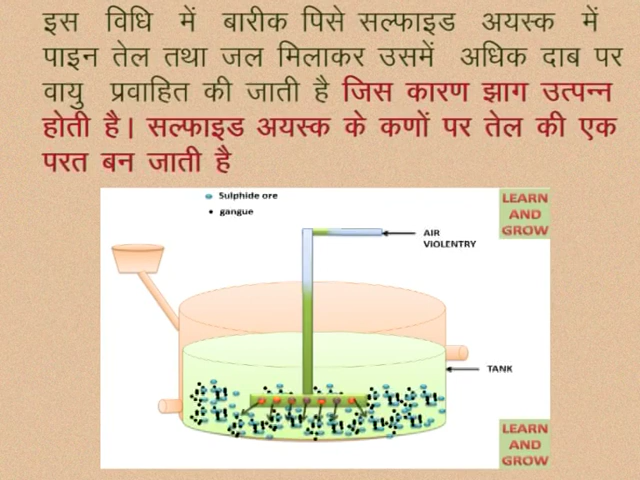 इस विधि में बारीक पिसे सल्फाइड अयस्क में
पाइन तेल तथा जल मिलाकर उसमें अधिक दाब पर
वायु प्रवाहित की जाती है जिस कारण झाग उत्पन्न
होती है। सल्फाइड अयस्क के कणों पर तेल की एक
परत बन जाती है
Sulphide ore
gangue
LEARN
AND
GROW
AIR
VIOLENTRY
TANK
LEARN
AND
GROW